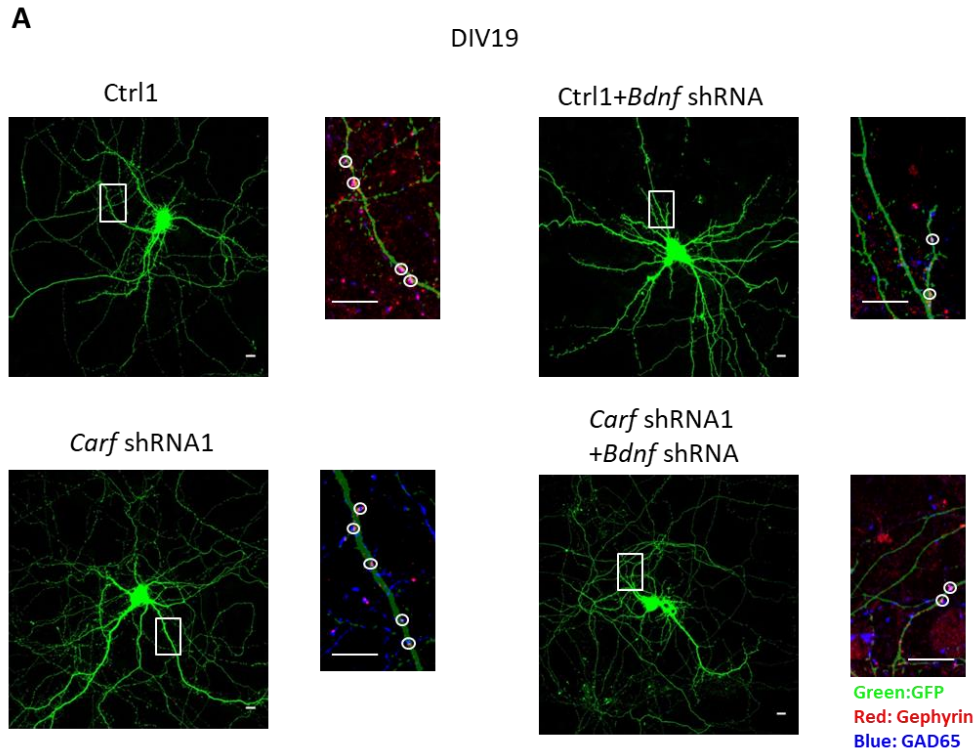 A
DIV19
Ctrl1
Ctrl1+Bdnf shRNA
Carf shRNA1
Carf shRNA1
+Bdnf shRNA
Green:GFP
Red: Gephyrin
Blue: GAD65